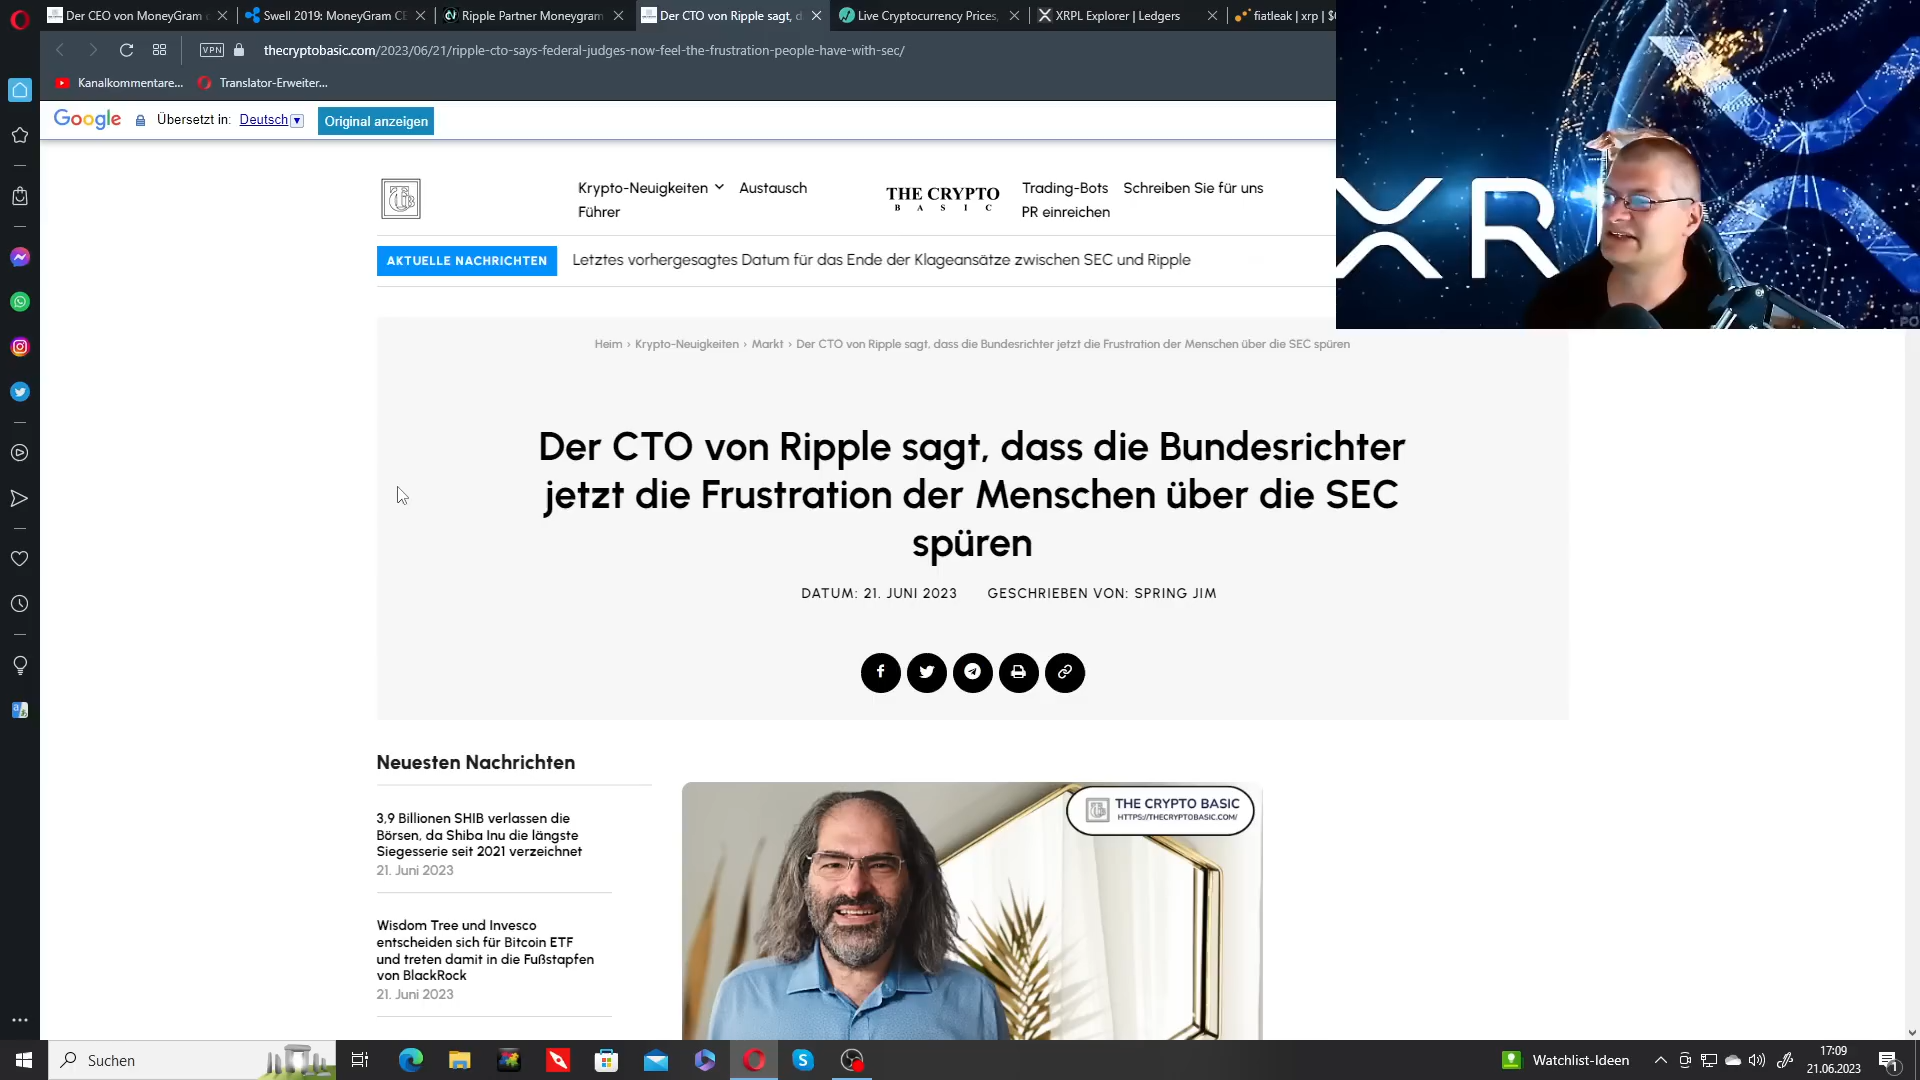 Der CEO von MoneyGram
Swell 2019: MoneyGram CE
Ripple Partner Moneygram
Der CTO von Ripple sagt, d
Live Cryptocurrency Prices,
XRPL Explorer | Ledgers
fiatleak | xrp |
VPN
thecryptobasic.com/2023/06/21/ripple-cto-says-federal-judges-now-feel-the-frustration-people-have-with-sec/
Kanalkommentare...
Translator-Erweiter...
Google
Übersetzt in:
Deutsch
Original anzeigen
Krypto-Neuigkeiten
Austausch
Führer
THE CRYPTO
BASIC
Trading-Bots
Schreiben Sie für uns
PR einreichen
XR
AKTUELLE NACHRICHTEN
Letztes vorhergesagtes Datum für das Ende der Klageansätze zwischen SEC und Ripple
Heim › Krypto-Neuigkeiten › Markt › Der CTO von Ripple sagt, dass die Bundesrichter jetzt die Frustration der Menschen über die SEC spüren
Der CTO von Ripple sagt, dass die Bundesrichter
jetzt die Frustration der Menschen über die SEC
spüren
DATUM: 21. JUNI 2023
GESCHRIEBEN VON: SPRING JIM
Neuesten Nachrichten
3,9 Billionen SHIB verlassen die
Börsen, da Shiba Inu die längste
Siegesserie seit 2021 verzeichnet
21. Juni 2023
Wisdom Tree und Invesco
entscheiden sich für Bitcoin ETF
und treten damit in die Fußstapfen
von BlackRock
21. Juni 2023
THE CRYPTO BASIC
HTTPS://THECRYPTOBASIC.COM/
Suchen
Watchlist-Ideen
17:09
21.06.2023
1